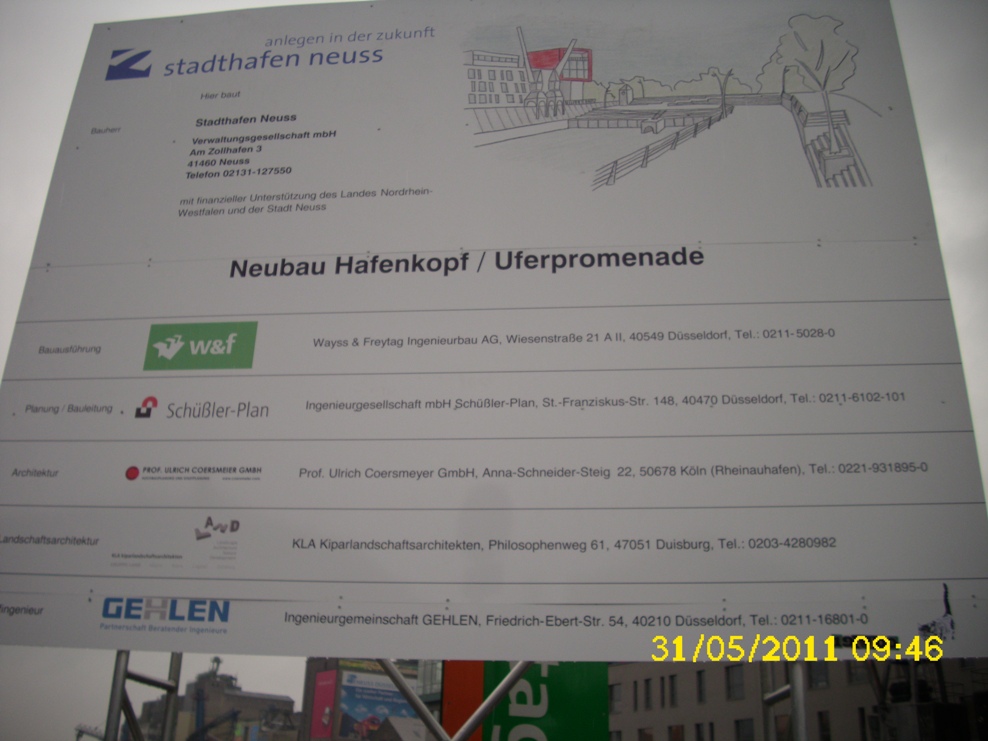 anlegen in der zukunft
stadthafen neuss
Hier baut
Bauherr
Stadthafen Neuss
Verwaltungsgesellschaft mbH
Am Zollhafen 3
41460 Neuss
Telefon 02131-127550
mit finanzieller Unterstützung des Landes Nordrhein-
Westfalen und der Stadt Neuss
Neubau Hafenkopf / Uferpromenade
Bauausführung w&f Wayss & Freytag Ingenieurbau AG, Wiesenstraße 21 A II, 40549 Düsseldorf, Tel.: 0211-5028-0
Planung / Bauleitung Schüßler-Plan Ingenieurgesellschaft mbH Schüßler-Plan, St.-Franziskus-Str. 148, 40470 Düsseldorf, Tel.: 0211-6102-101
Architektur PROF. ULRICH COERSMEIER GMBH Prof. Ulrich Coersmeyer GmbH, Anna-Schneider-Steig 22, 50678 Köln (Rheinauhafen), Tel.: 0221-931895-0
Landschaftsarchitektur LAND KLA Kiparlandschaftsarchitekten, Philosophenweg 61, 47051 Duisburg, Tel.: 0203-4280982
ingenieur GEHLEN Ingenieurgemeinschaft GEHLEN, Friedrich-Ebert-Str. 54, 40210 Düsseldorf, Tel.: 0211-16801-0
Partnerschaft Beratender Ingenieure
31/05/2011 09:46